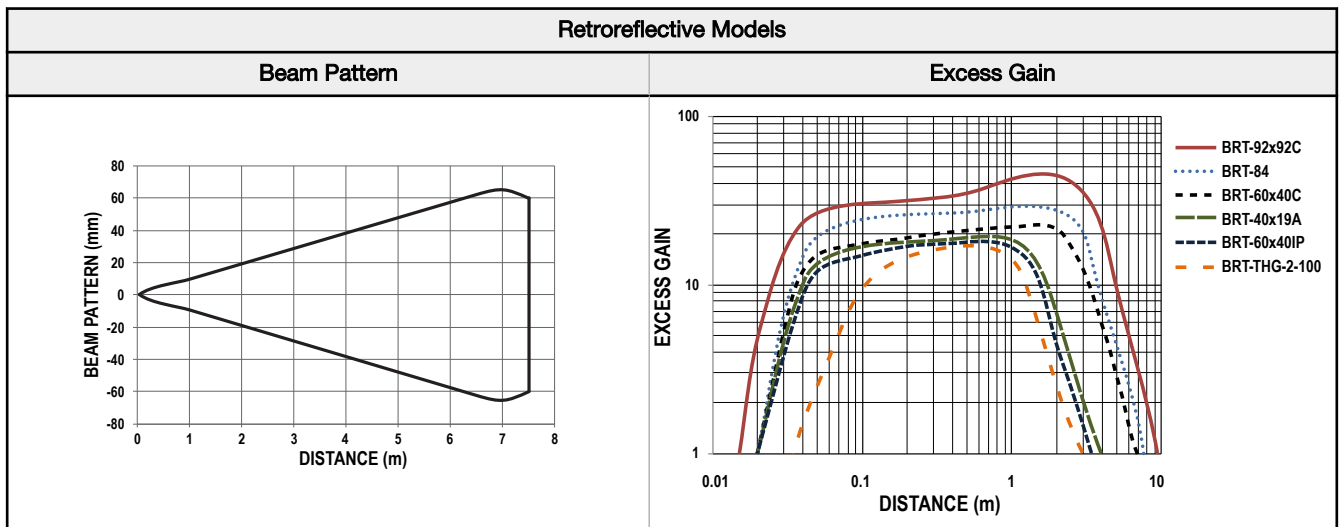 Retroreflective Models
Beam Pattern
Excess Gain
80
60
40
20
0
-20
-40
-60
-80
BEAM PATTERN (mm)
0 1 2 3 4 5 6 7 8
DISTANCE (m)
100
10
1
EXCESS GAIN
0.01 0.1 1 10
DISTANCE (m)
BRT-92x92C
BRT-84
BRT-60x40C
BRT-40x19A
BRT-60x40IP
BRT-THG-2-100